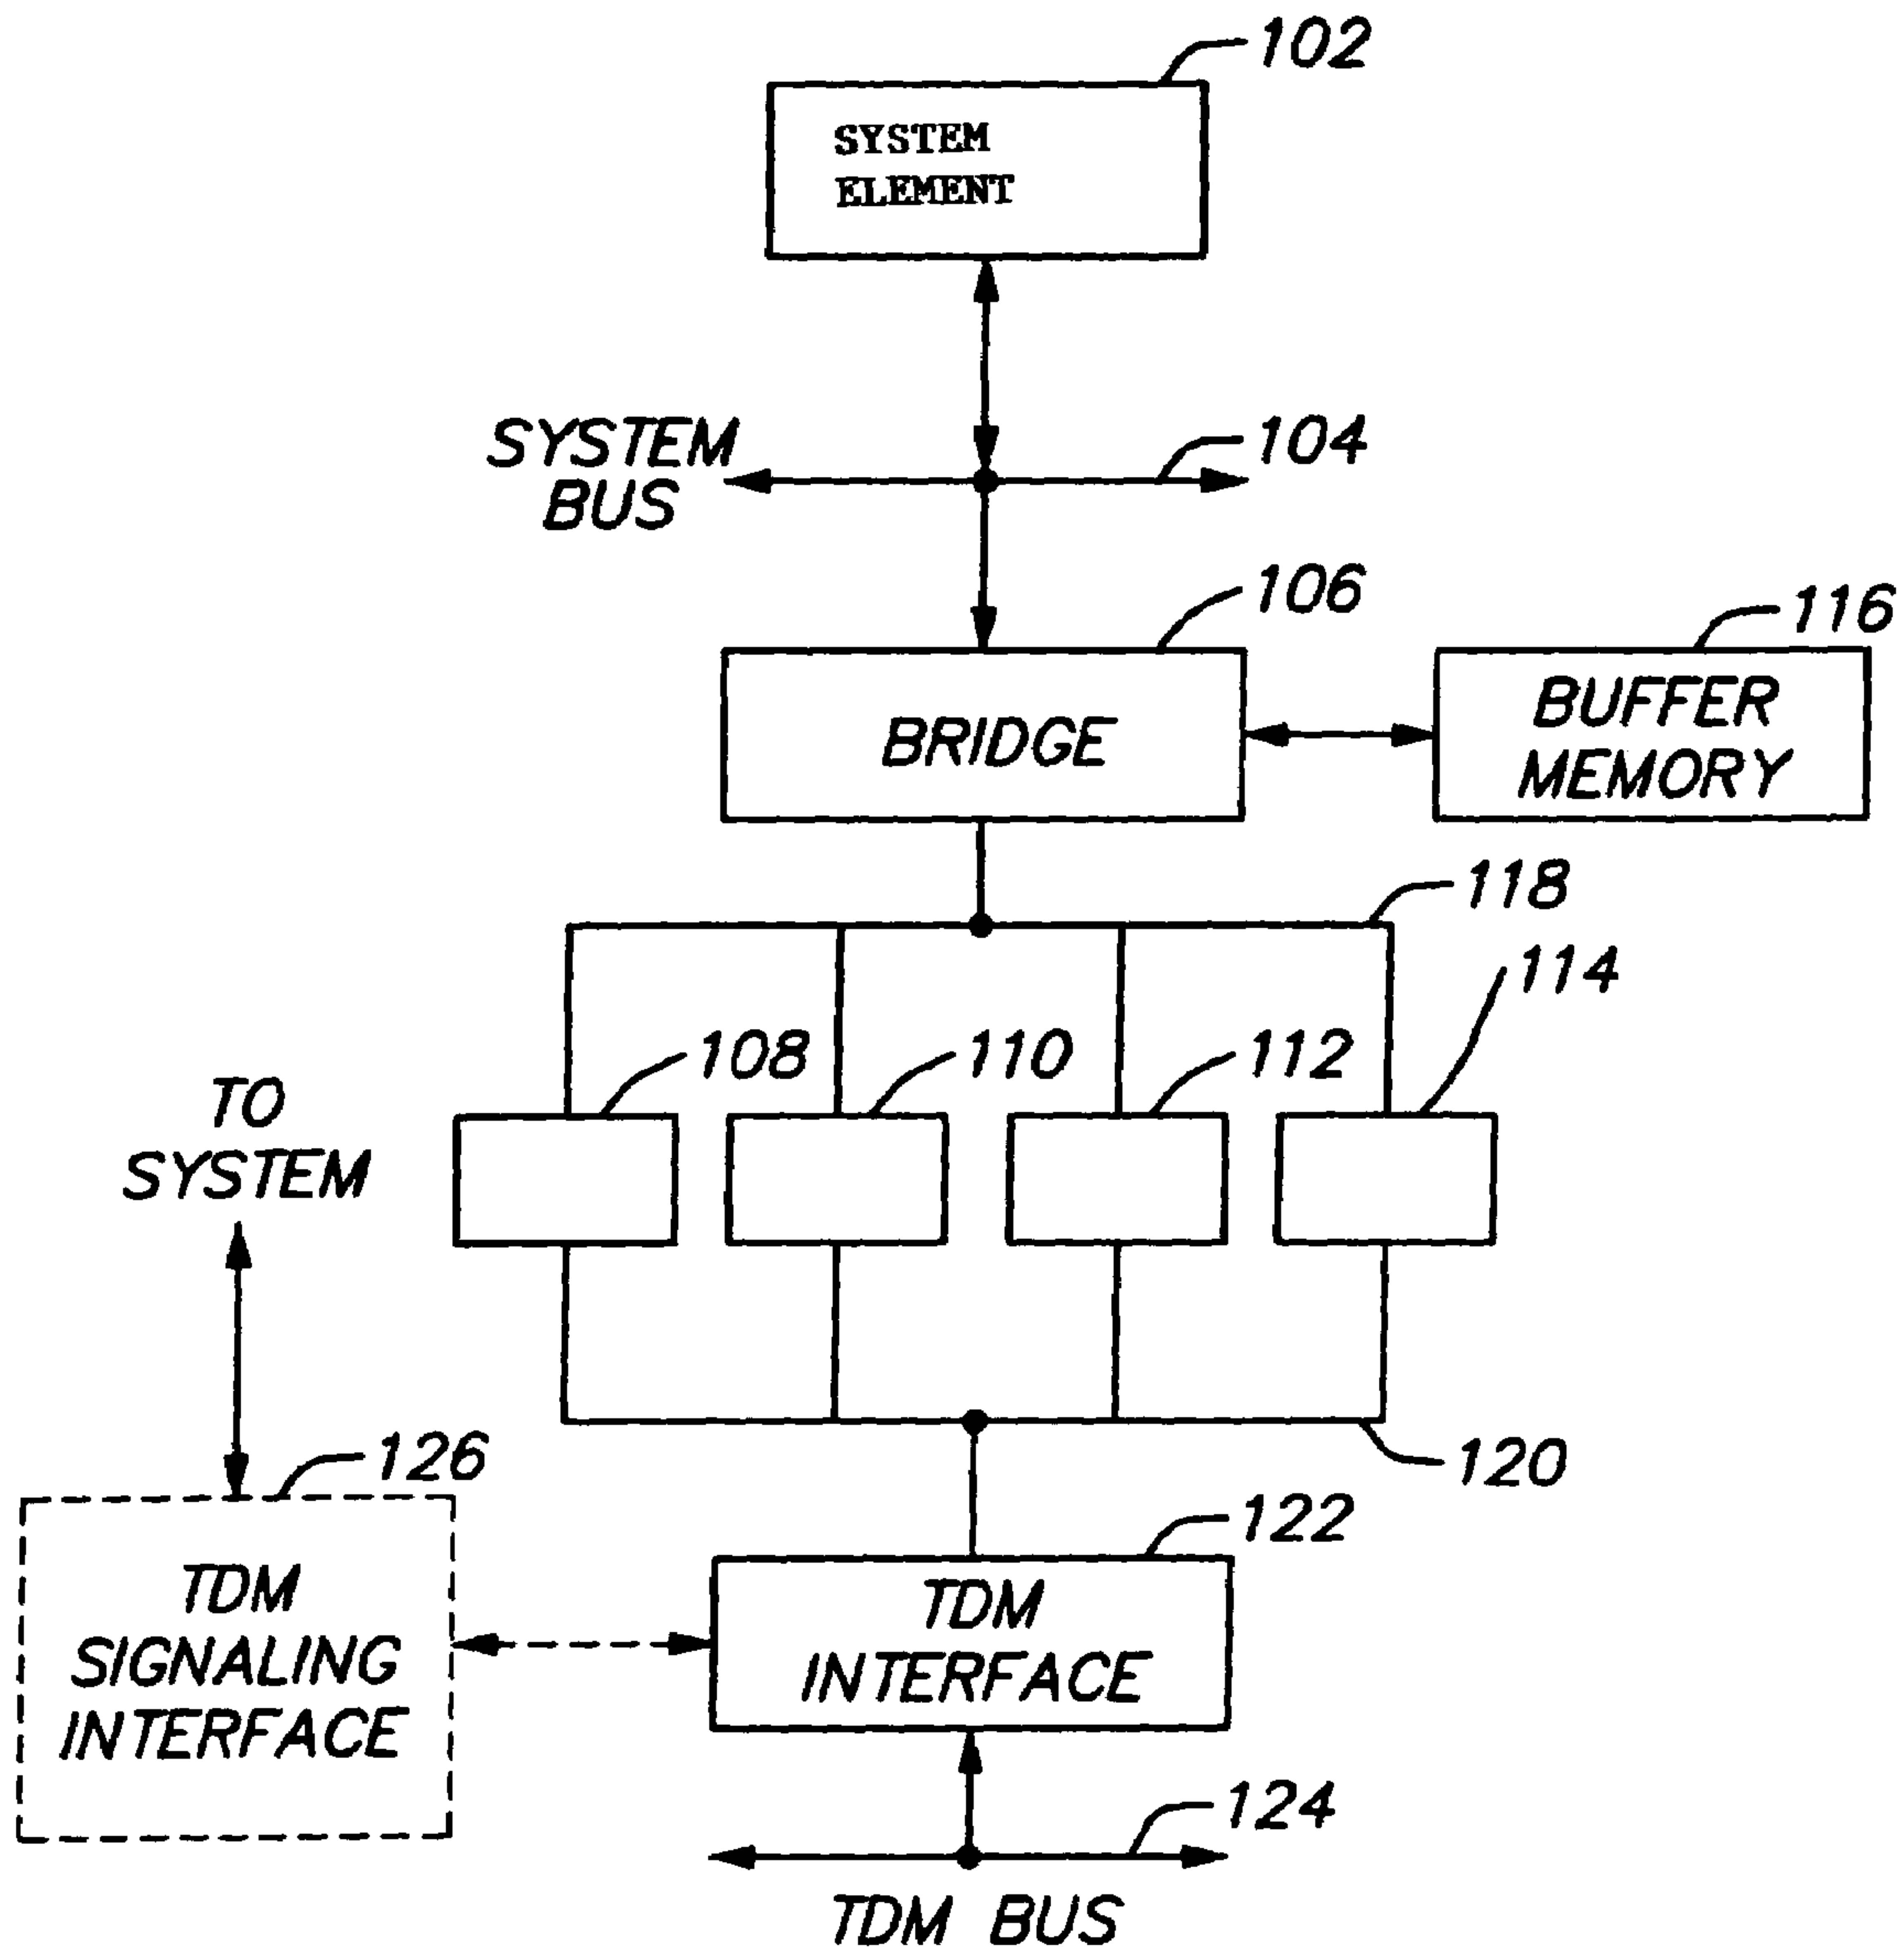 102
SYSTEM
ELEMENT
SYSTEM
BUS
104
106
116
BRIDGE
BUFFER
MEMORY
118
114
108
110
112
TO
SYSTEM
126
120
122
TDM
SIGNALING
INTERFACE
TDM
INTERFACE
124
TDM BUS